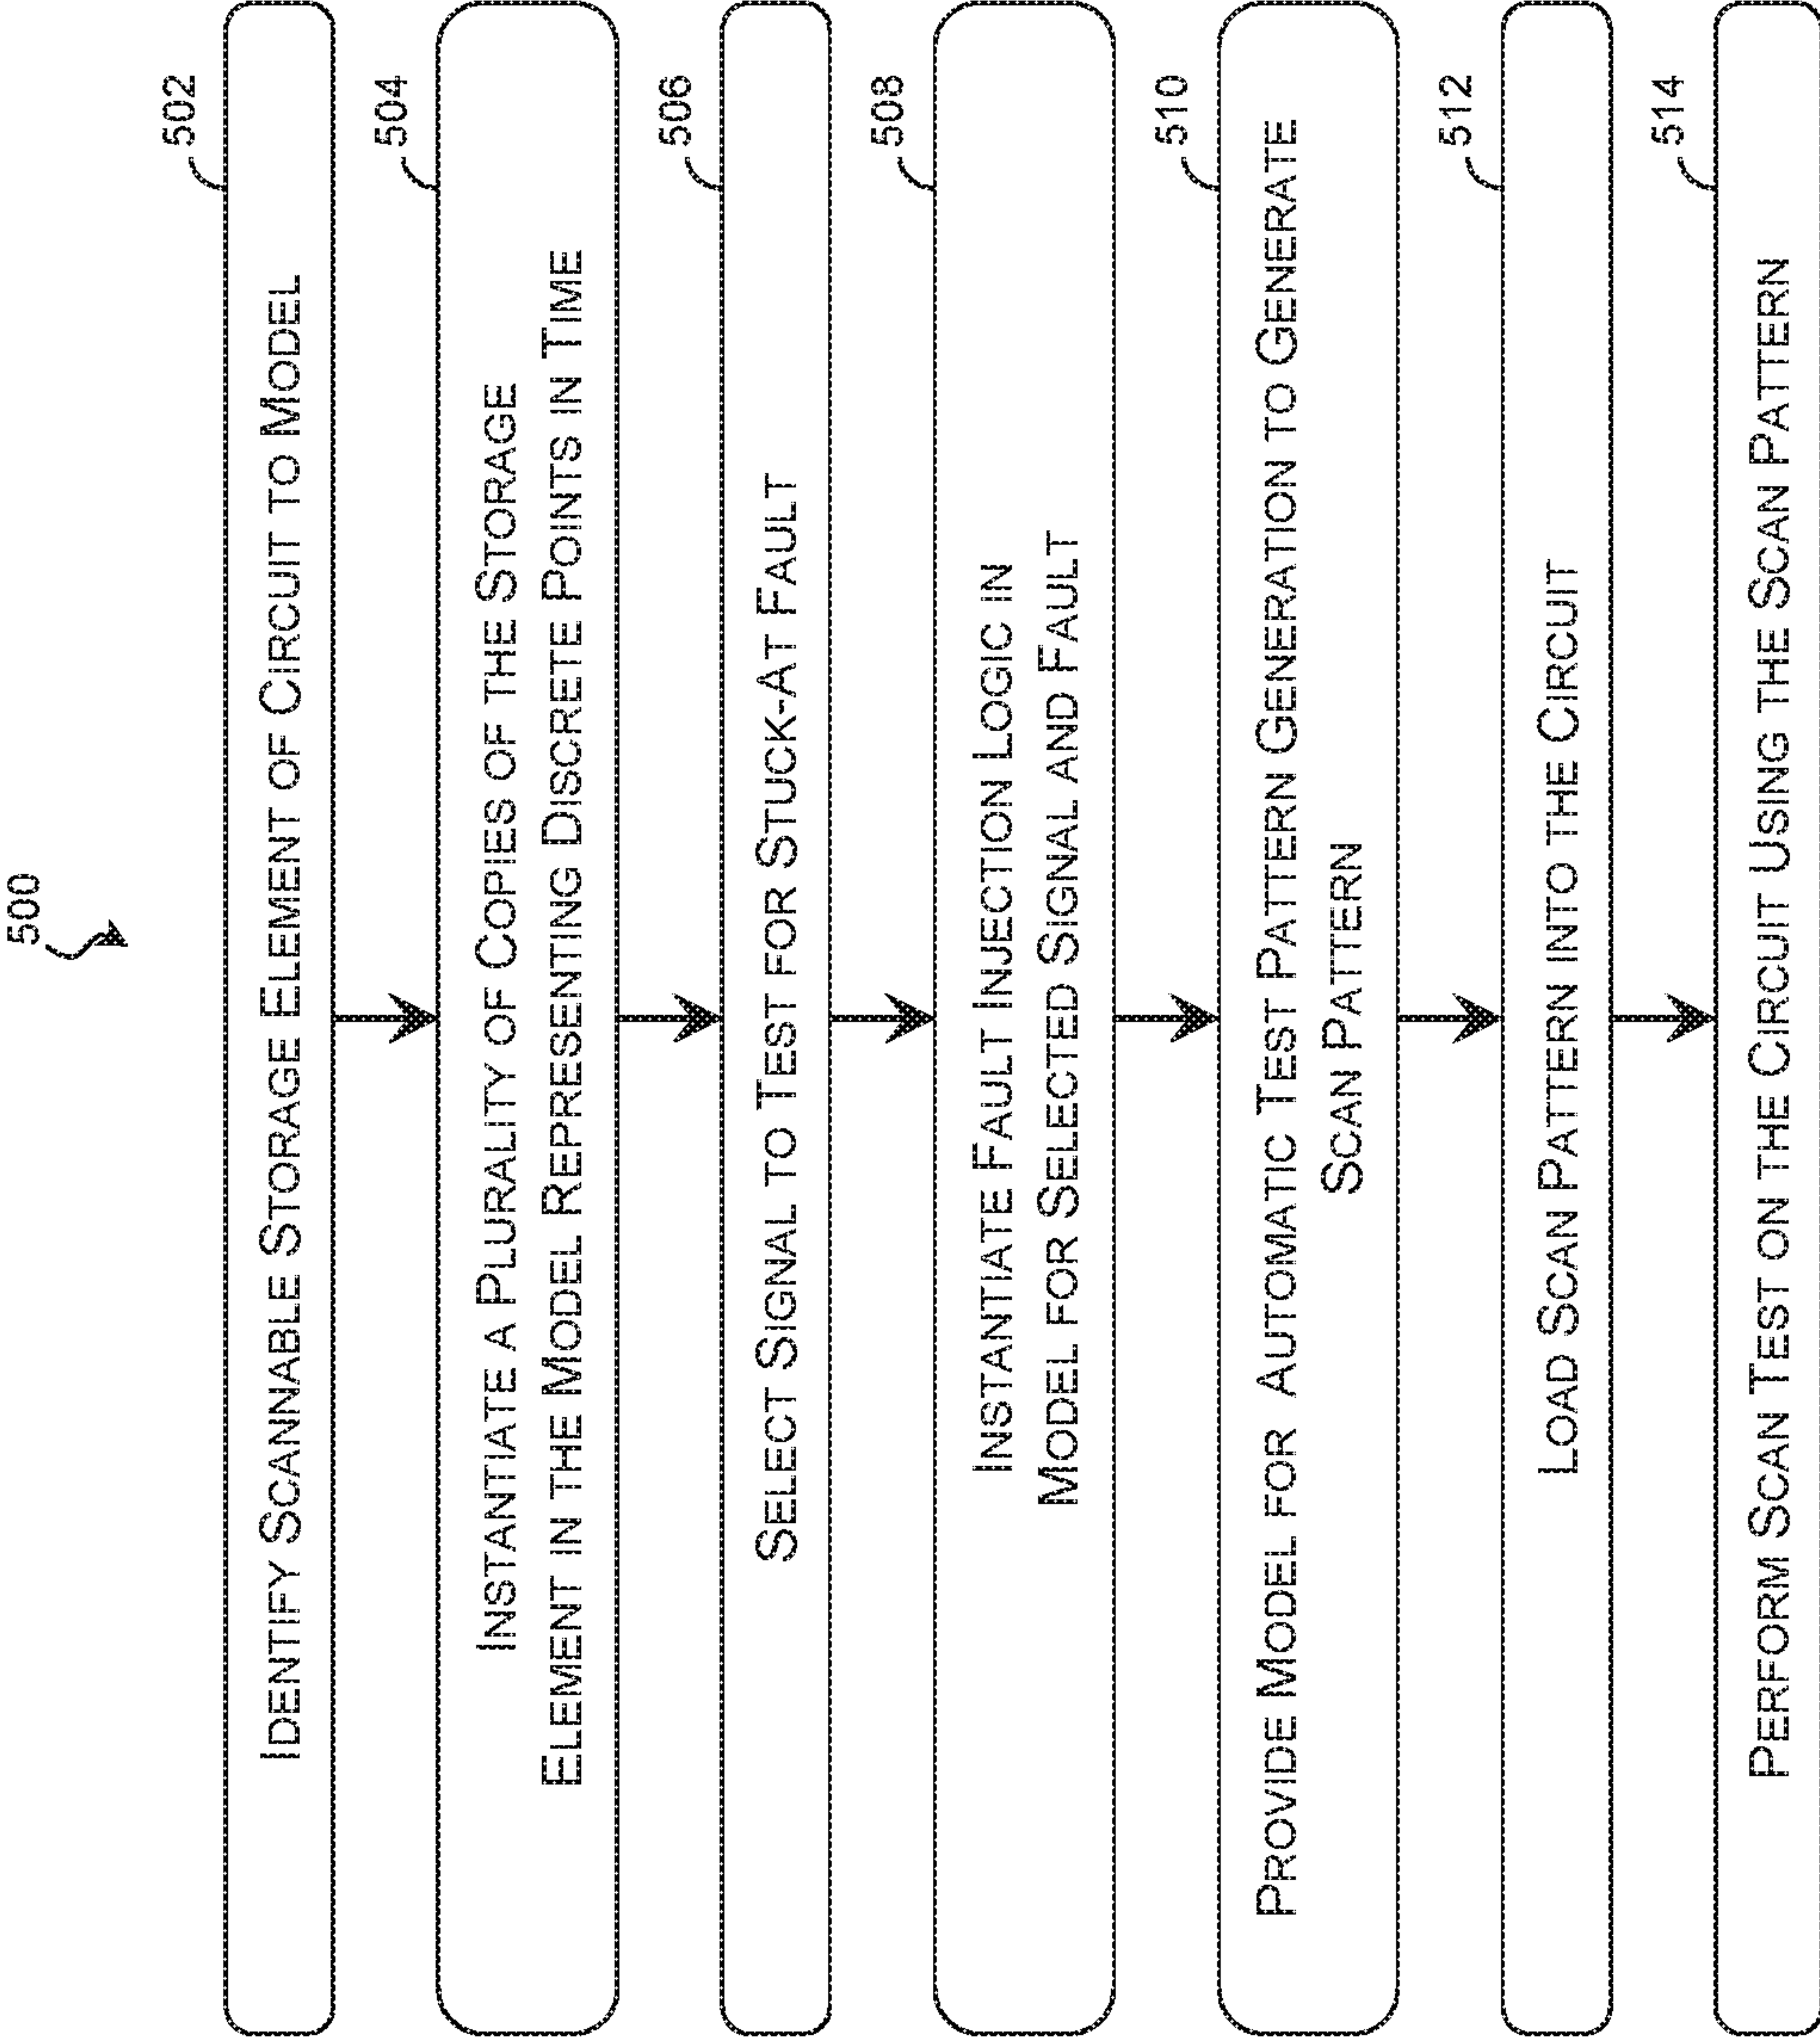 500
502
Identify Scannable Storage Element of Circuit to Model
504
Instantiate a Plurality of Copies of the Storage
Element in the Model Representing Discrete Points in Time
506
Select Signal to Test for Stuck-At Fault
508
Instantiate Fault Injection Logic in
Model for Selected Signal and Fault
510
Provide Model for Automatic Test Pattern Generation to Generate
Scan Pattern
512
Load Scan Pattern into the Circuit
514
Perform Scan Test on the Circuit Using the Scan Pattern